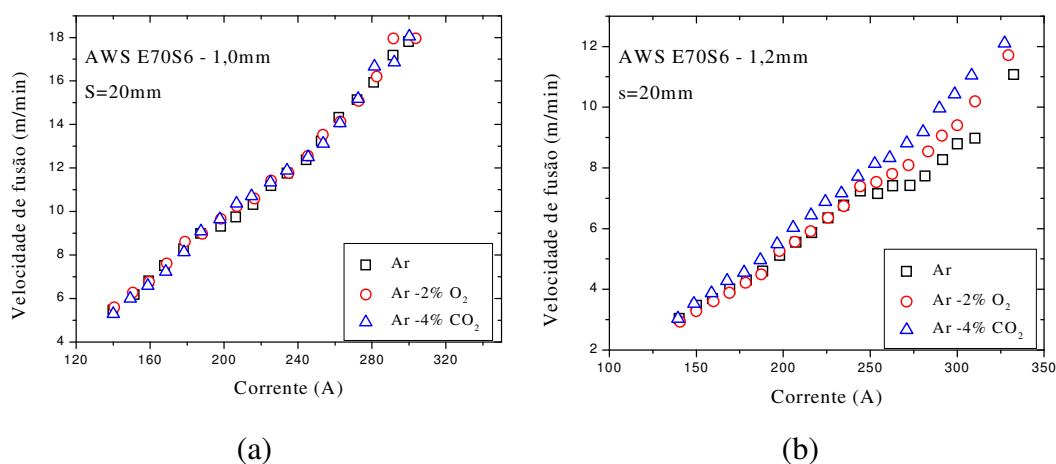 AWS E70S6 - 1,0mm
S=20mm
Velocidade de fusão (m/min)
18
16
14
12
10
8
6
4
120
160
200
240
280
320
Corrente (A)
Ar
Ar -2% O₂
Ar -4% CO₂
(a)
AWS E70S6 - 1,2mm
s=20mm
Velocidade de fusão (m/min)
12
10
8
6
4
2
100
150
200
250
300
350
Corrente (A)
Ar
Ar -2% O₂
Ar -4% CO₂
(b)